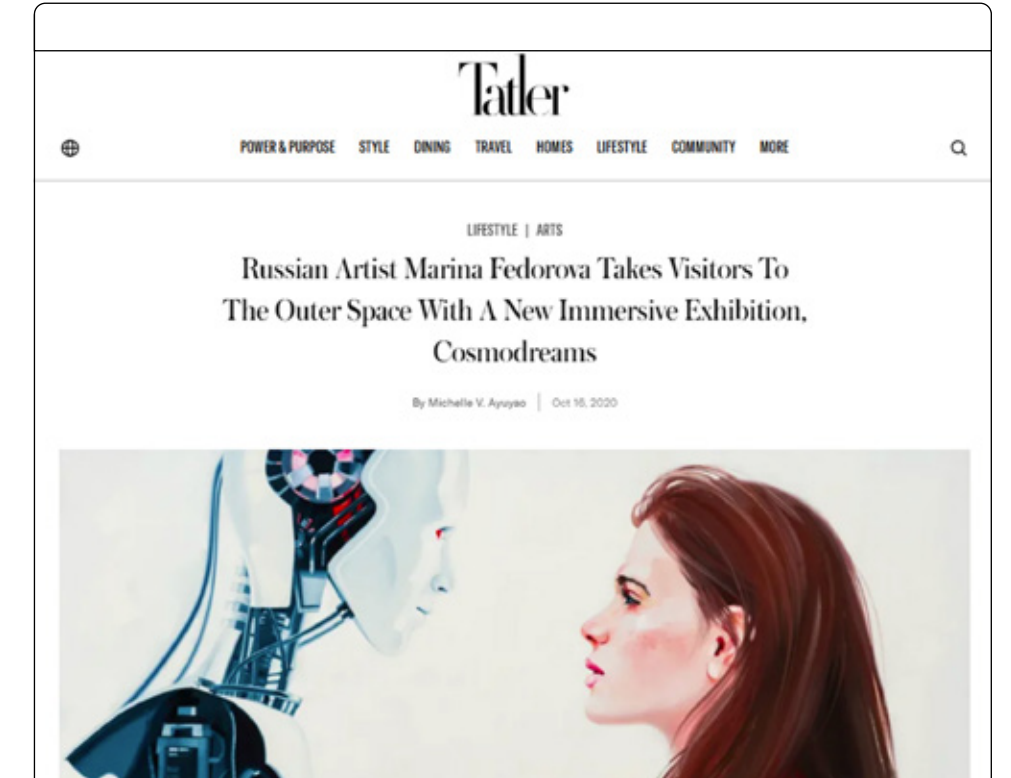 Tatler
POWER & PURPOSE STYLE DINING TRAVEL HOMES LIFESTYLE COMMUNITY MORE
LIFESTYLE | ARTS
Russian Artist Marina Fedorova Takes Visitors To
The Outer Space With A New Immersive Exhibition,
Cosmodreams
By Michelle V. Ayuyao | Oct 16, 2020